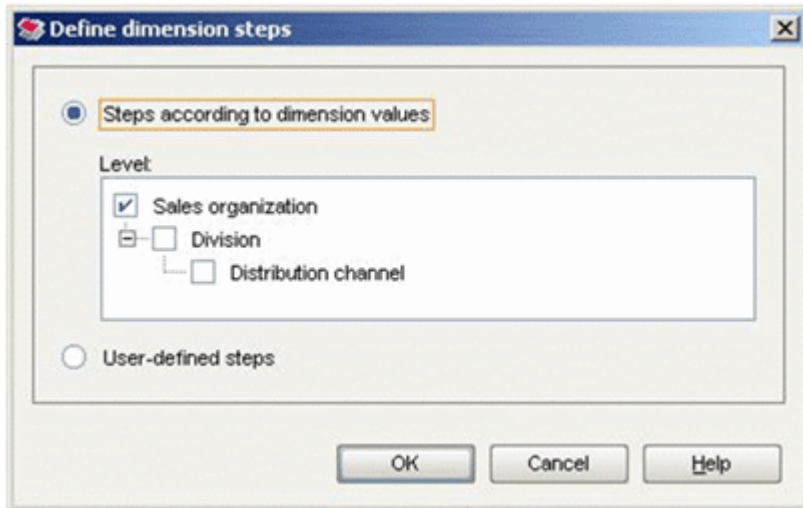 Define dimension steps
Steps according to dimension values
Level:
Sales organization
Division
Distribution channel
User-defined steps
OK Cancel Help